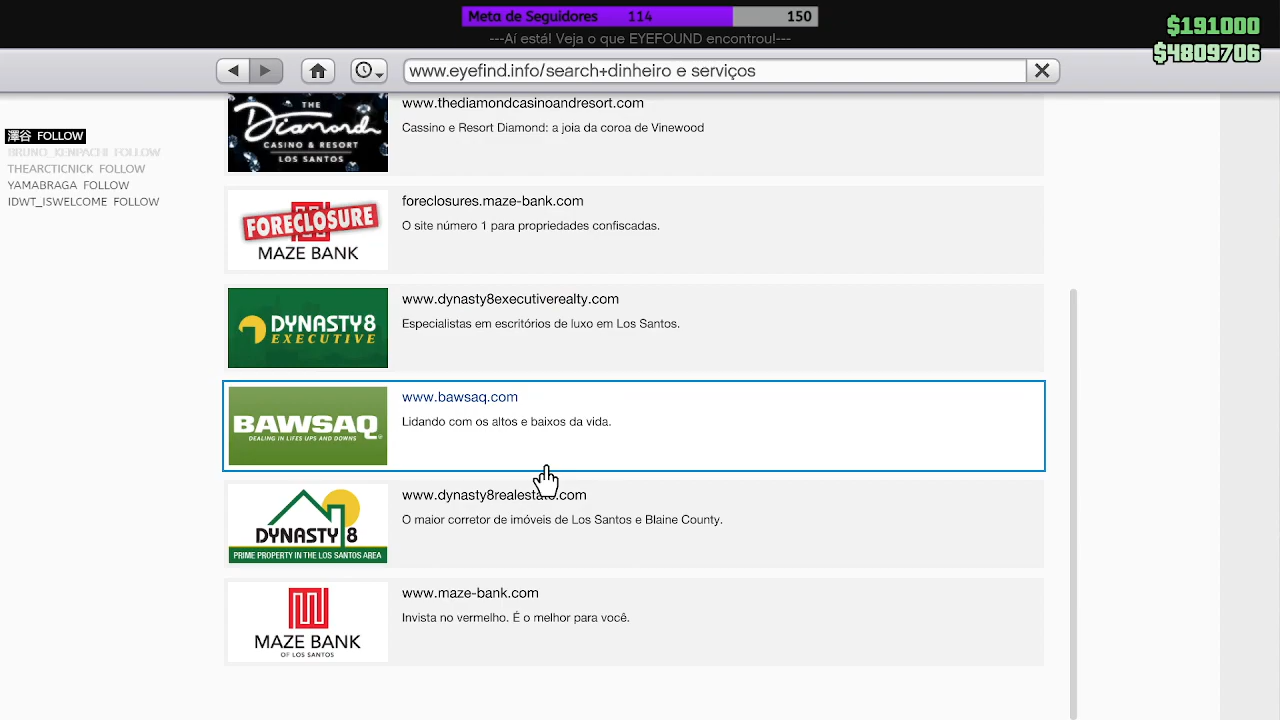 Meta de Seguidores 114 150
---Aí está! Veja o que EYEFOUND encontrou!---
$191000
$4809706
www.eyefind.info/search+dinheiro e serviços
澤谷 FOLLOW
BRUNO_KENPACHI FOLLOW
THEARCTICNICK FOLLOW
YAMABRAGA FOLLOW
IDWT_ISWELCOME FOLLOW
THE
Diamond
CASINO & RESORT
LOS SANTOS
www.thediamondcasinoandresort.com
Cassino e Resort Diamond: a joia da coroa de Vinewood
FORECLOSURE
MAZE BANK
foreclosures.maze-bank.com
O site número 1 para propriedades confiscadas.
DYNASTY8
EXECUTIVE
www.dynasty8executiverealty.com
Especialistas em escritórios de luxo em Los Santos.
BAWSAQ
DEALING IN LIFES UPS AND DOWNS
www.bawsaq.com
Lidando com os altos e baixos da vida.
DYNASTY 8
PRIME PROPERTY IN THE LOS SANTOS AREA
www.dynasty8realestate.com
O maior corretor de imóveis de Los Santos e Blaine County.
MAZE BANK
OF LOS SANTOS
www.maze-bank.com
Invista no vermelho. É o melhor para você.